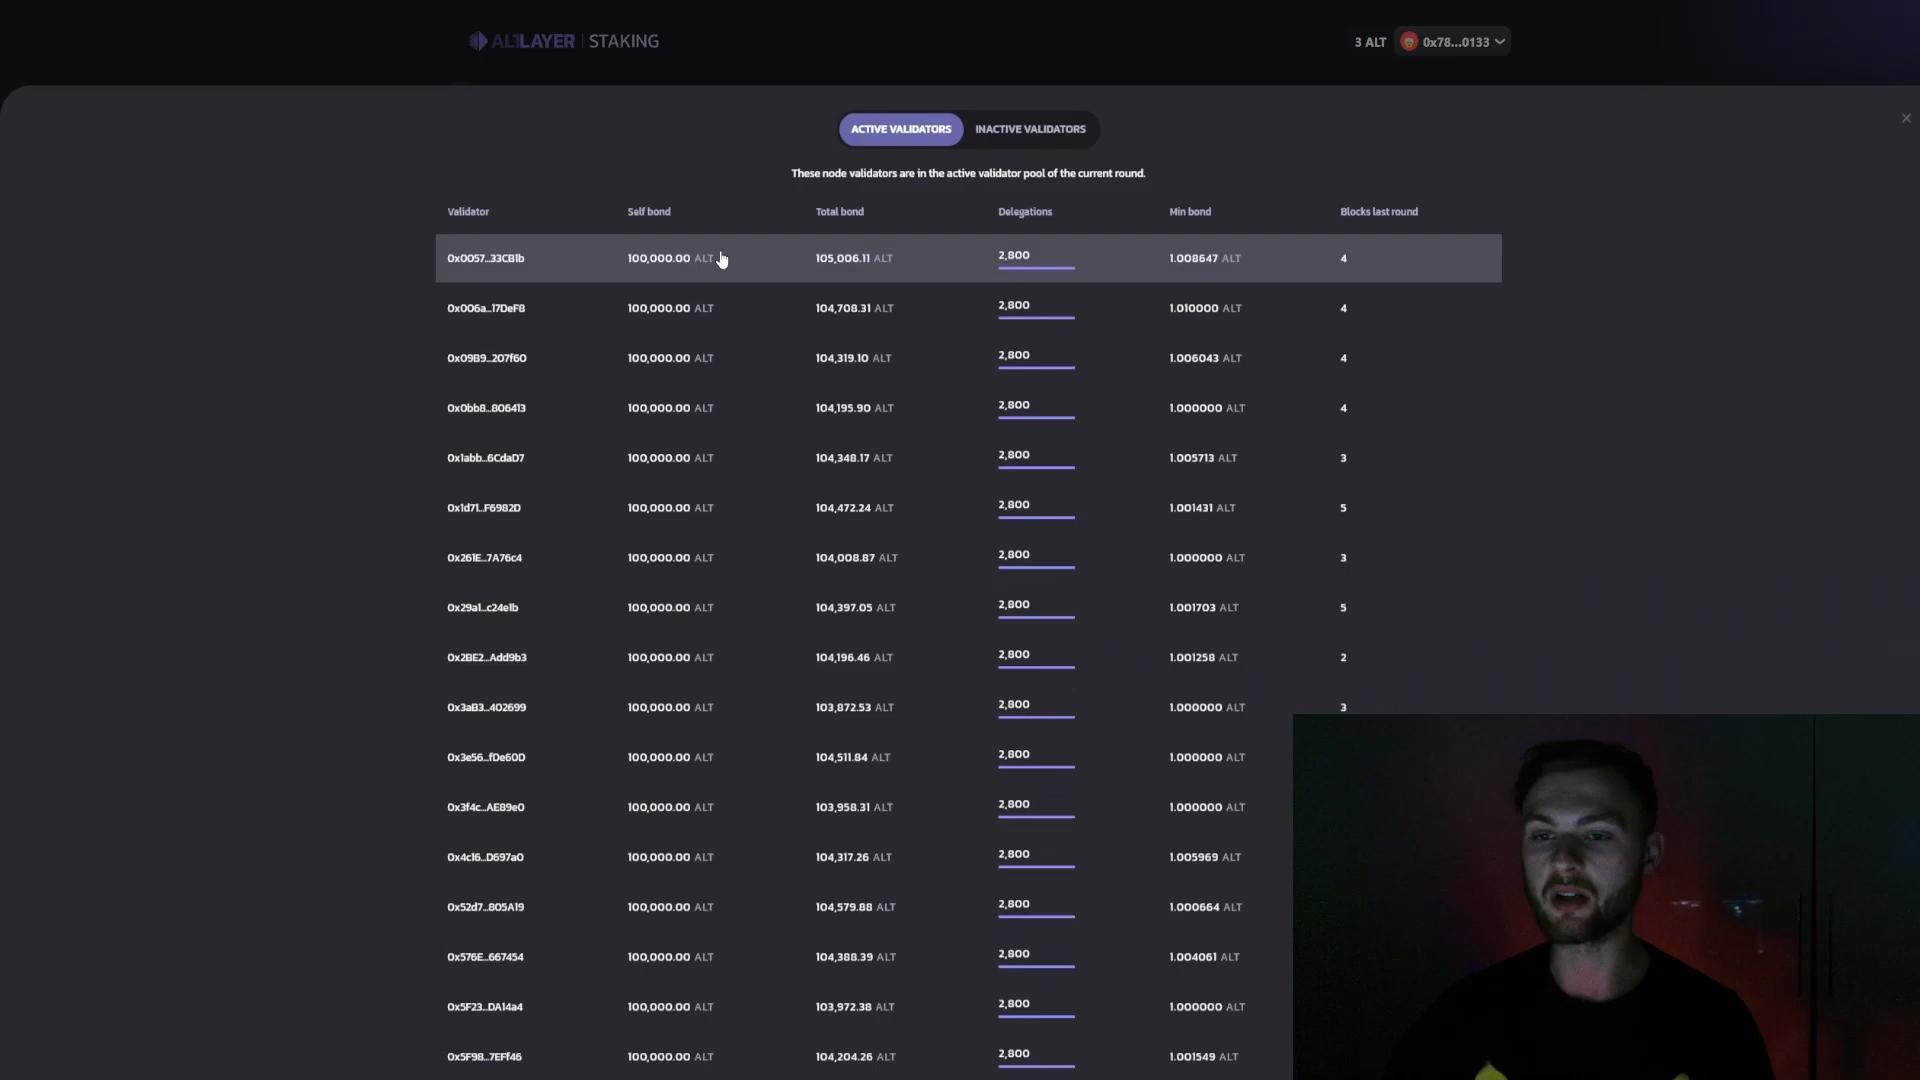 ALTLAYER | STAKING
3 ALT 0x78...0133
ACTIVE VALIDATORS INACTIVE VALIDATORS
These node validators are in the active validator pool of the current round.
Validator Self bond Total bond Delegations Min bond Blocks last round
0x0057...33CB1b 100,000.00 ALT 105,006.11 ALT 2,800 1.008647 ALT 4
0x006a...17DeF8 100,000.00 ALT 104,708.31 ALT 2,800 1.010000 ALT 4
0x09B9...207f60 100,000.00 ALT 104,319.10 ALT 2,800 1.006043 ALT 4
0x0bb8...806413 100,000.00 ALT 104,195.90 ALT 2,800 1.000000 ALT 4
0x1abb...6CdaD7 100,000.00 ALT 104,348.17 ALT 2,800 1.005713 ALT 3
0x1d71...F6982D 100,000.00 ALT 104,472.24 ALT 2,800 1.001431 ALT 5
0x261E...7A76c4 100,000.00 ALT 104,008.87 ALT 2,800 1.000000 ALT 3
0x29a1...c24e1b 100,000.00 ALT 104,397.05 ALT 2,800 1.001703 ALT 5
0x2BE2...Add9b3 100,000.00 ALT 104,196.46 ALT 2,800 1.001258 ALT 2
0x3aB3...402699 100,000.00 ALT 103,872.53 ALT 2,800 1.000000 ALT 3
0x3e56...fDe60D 100,000.00 ALT 104,511.84 ALT 2,800 1.000000 ALT
0x3f4c...AE89e0 100,000.00 ALT 103,958.31 ALT 2,800 1.000000 ALT
0x4c16...D697a0 100,000.00 ALT 104,317.26 ALT 2,800 1.005969 ALT
0x52d7...805A19 100,000.00 ALT 104,579.88 ALT 2,800 1.000664 ALT
0x576E...667454 100,000.00 ALT 104,388.39 ALT 2,800 1.004061 ALT
0x5F23...DA14a4 100,000.00 ALT 103,972.38 ALT 2,800 1.000000 ALT
0x5F98...7EFf46 100,000.00 ALT 104,204.26 ALT 2,800 1.001549 ALT